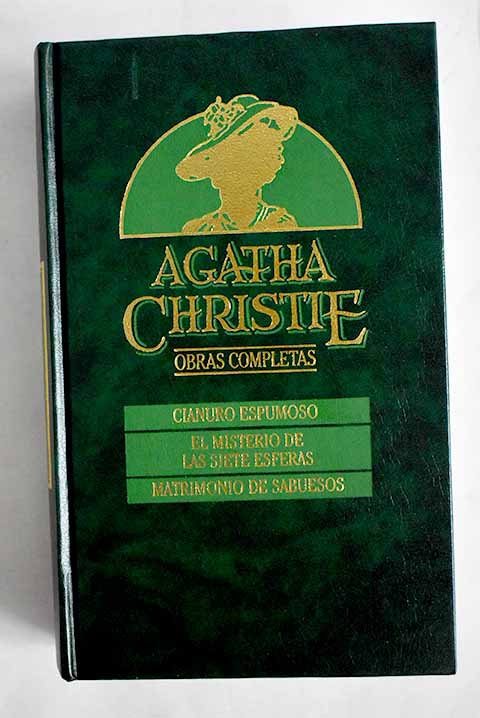 AGATHA
CHRISTIE
OBRAS COMPLETAS
CIANURO ESPUMOSO
EL MISTERIO DE
LAS SIETE ESFERAS
MATRIMONIO DE SABUESOS